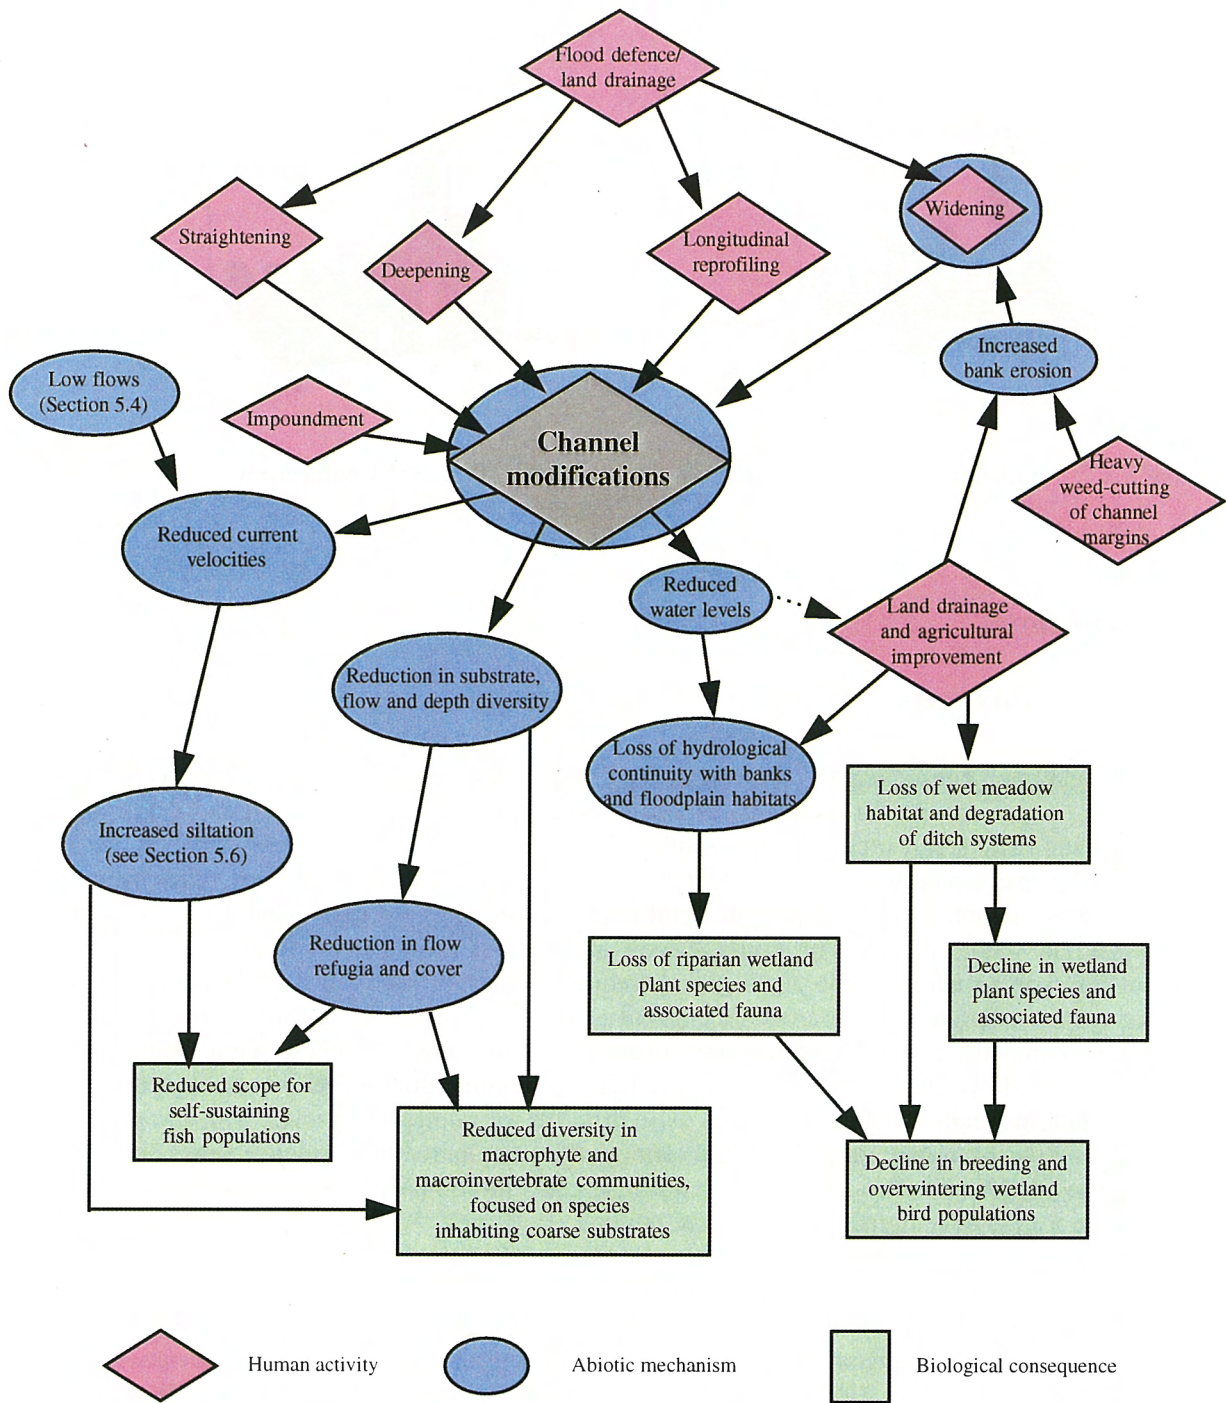 Flood defence/
land drainage
Straightening
Deepening
Longitudinal
reprofiling
Widening
Low flows
(Section 5.4)
Impoundment
Channel
modifications
Increased
bank erosion
Heavy
weed-cutting
of channel
margins
Reduced current
velocities
Reduced
water levels
Land drainage
and agricultural
improvement
Reduction in substrate,
flow and depth diversity
Loss of hydrological
continuity with banks
and floodplain habitats
Loss of wet meadow
habitat and degradation
of ditch systems
Increased siltation
(see Section 5.6)
Reduction in flow
refugia and cover
Loss of riparian wetland
plant species and
associated fauna
Decline in wetland
plant species and
associated fauna
Reduced scope for
self-sustaining
fish populations
Reduced diversity in
macrophyte and
macroinvertebrate communities,
focused on species
inhabiting coarse substrates
Decline in breeding and
overwintering wetland
bird populations
Human activity
Abiotic mechanism
Biological consequence